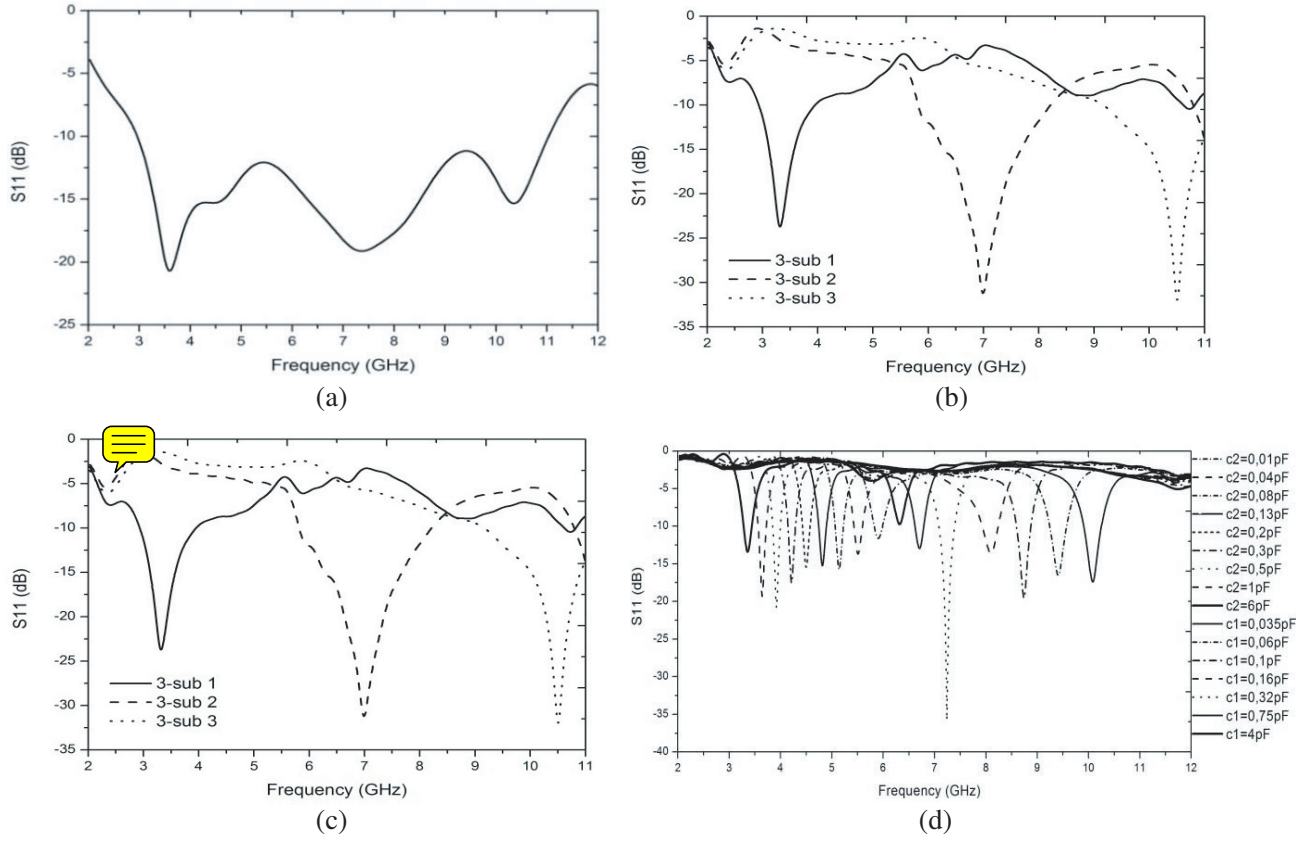 0
-5
-10
-15
-20
-25
S11 (dB)
2 3 4 5 6 7 8 9 10 11 12
Frequency (GHz)
(a)
0
-5
-10
-15
-20
-25
-30
-35
S11 (dB)
3-sub 1
3-sub 2
3-sub 3
2 3 4 5 6 7 8 9 10 11
Frequency (GHz)
(b)
0
-5
-10
-15
-20
-25
-30
-35
S11 (dB)
3-sub 1
3-sub 2
3-sub 3
2 3 4 5 6 7 8 9 10 11
Frequency (GHz)
(c)
0
-5
-10
-15
-20
-25
-30
-35
-40
S11 (dB)
2 3 4 5 6 7 8 9 10 11 12
Frequency (GHz)
c2=0,01pF
c2=0.04pF
c2=0,08pF
c2=0,13pF
c2=0,2pF
c2=0,3pF
c2=0,5pF
c2=1pF
c2=6pF
c1=0,035pF
c1=0,06pF
c1=0,1pF
c1=0,16pF
c1=0,32pF
c1=0,75pF
c1=4pF
(d)